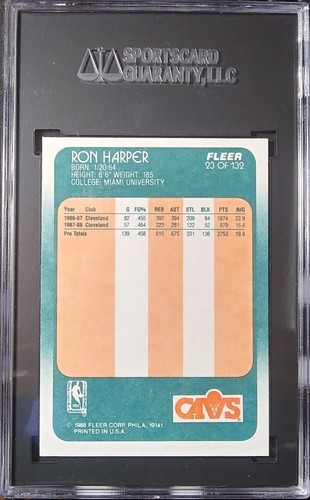 SPORTSCARD
GUARANTY, LLC
RON HARPER
BORN: 1/20/64
HEIGHT: 6'6" WEIGHT: 185
COLLEGE: MIAMI UNIVERSITY
FLEER
23 OF 132
Year Club G FG% REB AST STL BLK PTS AVG
1986-87 Cleveland 82 .455 392 394 209 84 1874 22.9
1987-88 Cleveland 57 .464 223 281 122 52 879 15.4
Pro Totals 139 .458 615 675 331 136 2753 19.8
NBA
CAVS
© 1988 FLEER CORP. PHILA. 19141
PRINTED IN U.S.A.